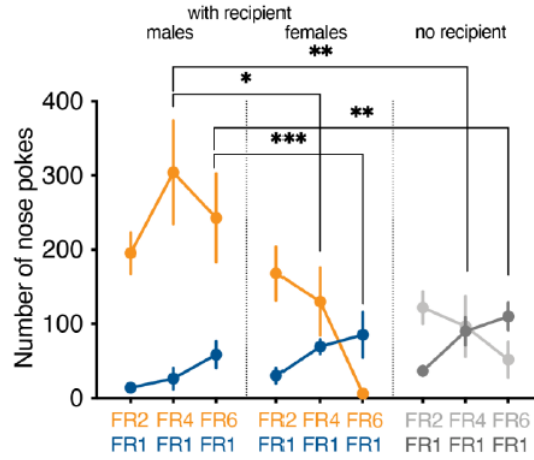 with recipient
males females no recipient
**
*
**
***
Number of nose pokes
400
300
200
100
0
FR2 FR4 FR6 FR2 FR4 FR6 FR2 FR4 FR6
FR1 FR1 FR1 FR1 FR1 FR1 FR1 FR1 FR1